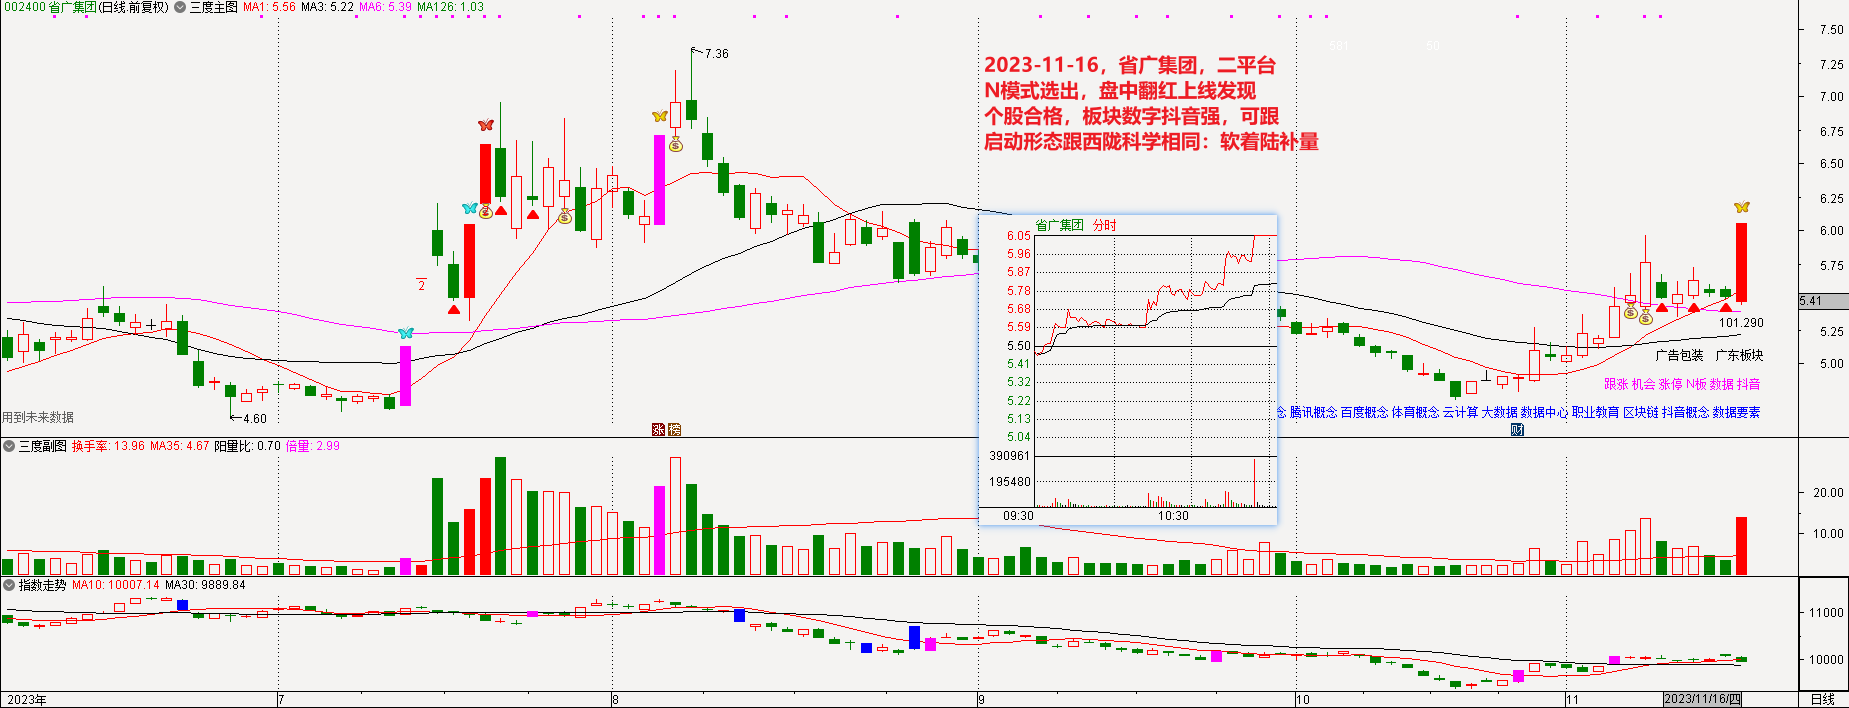 002400 省广集团(日线.前复权) 三度主图 MA1: 5.56 MA3: 5.22 MA6: 5.39 MA126: 1.03
7.50
7.25
7.00
6.75
6.50
6.25
6.00
5.75
5.41
5.25
5.00
591
50
7.36
2023-11-16，省广集团，二平台
N模式选出，盘中翻红上线发现
个股合格，板块数字抖音强，可跟
启动形态跟西陇科学相同：软着陆补量
2
4.60
用到未来数据
涨 榜
省广集团 分时
6.05
5.96
5.87
5.78
5.68
5.59
5.50
5.41
5.32
5.22
5.13
5.04
390961
195480
09:30
10:30
101.290
广告包装 广东板块
跟涨 机会 涨停 N板 数据 抖音
念 腾讯概念 百度概念 体育概念 云计算 大数据 数据中心 职业教育 区块链 抖音概念 数据要素
财
三度副图 换手率: 13.96 MA35: 4.67 阳量比: 0.70 倍量: 2.99
20.00
10.00
指数走势 MA10: 10007.14 MA30: 9889.84
11000
10000
2023年
7
8
9
10
11
2023/11/16/四
日线